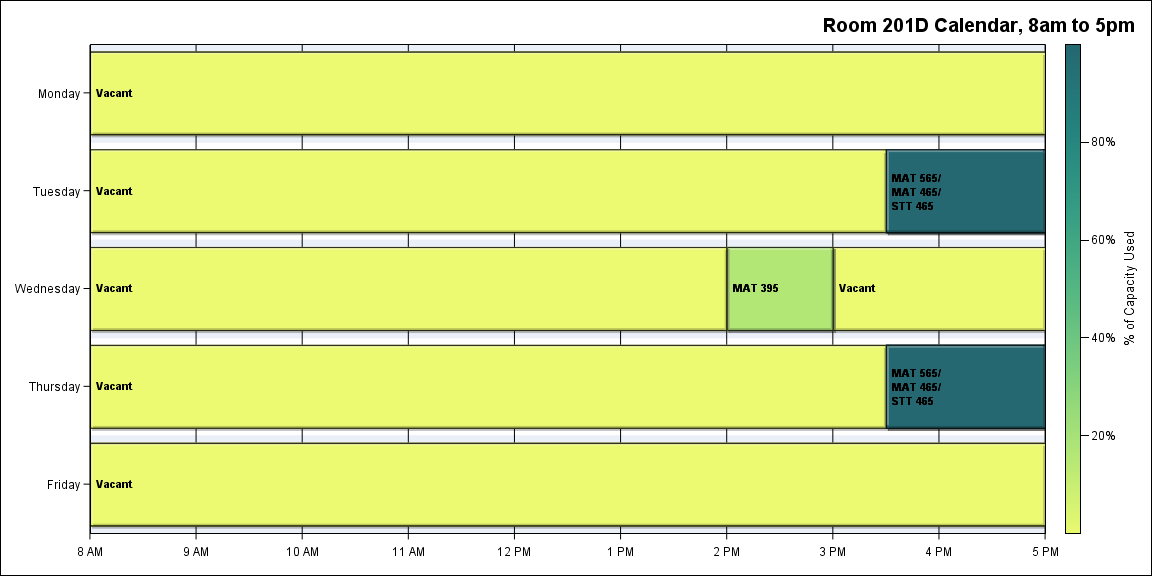 Room 201D Calendar, 8am to 5pm
Monday
Vacant
Tuesday
Vacant
MAT 565/
MAT 465/
STT 465
Wednesday
Vacant
MAT 395
Vacant
Thursday
Vacant
MAT 565/
MAT 465/
STT 465
Friday
Vacant
8 AM
9 AM
10 AM
11 AM
12 PM
1 PM
2 PM
3 PM
4 PM
5 PM
80%
60%
40%
20%
% of Capacity Used